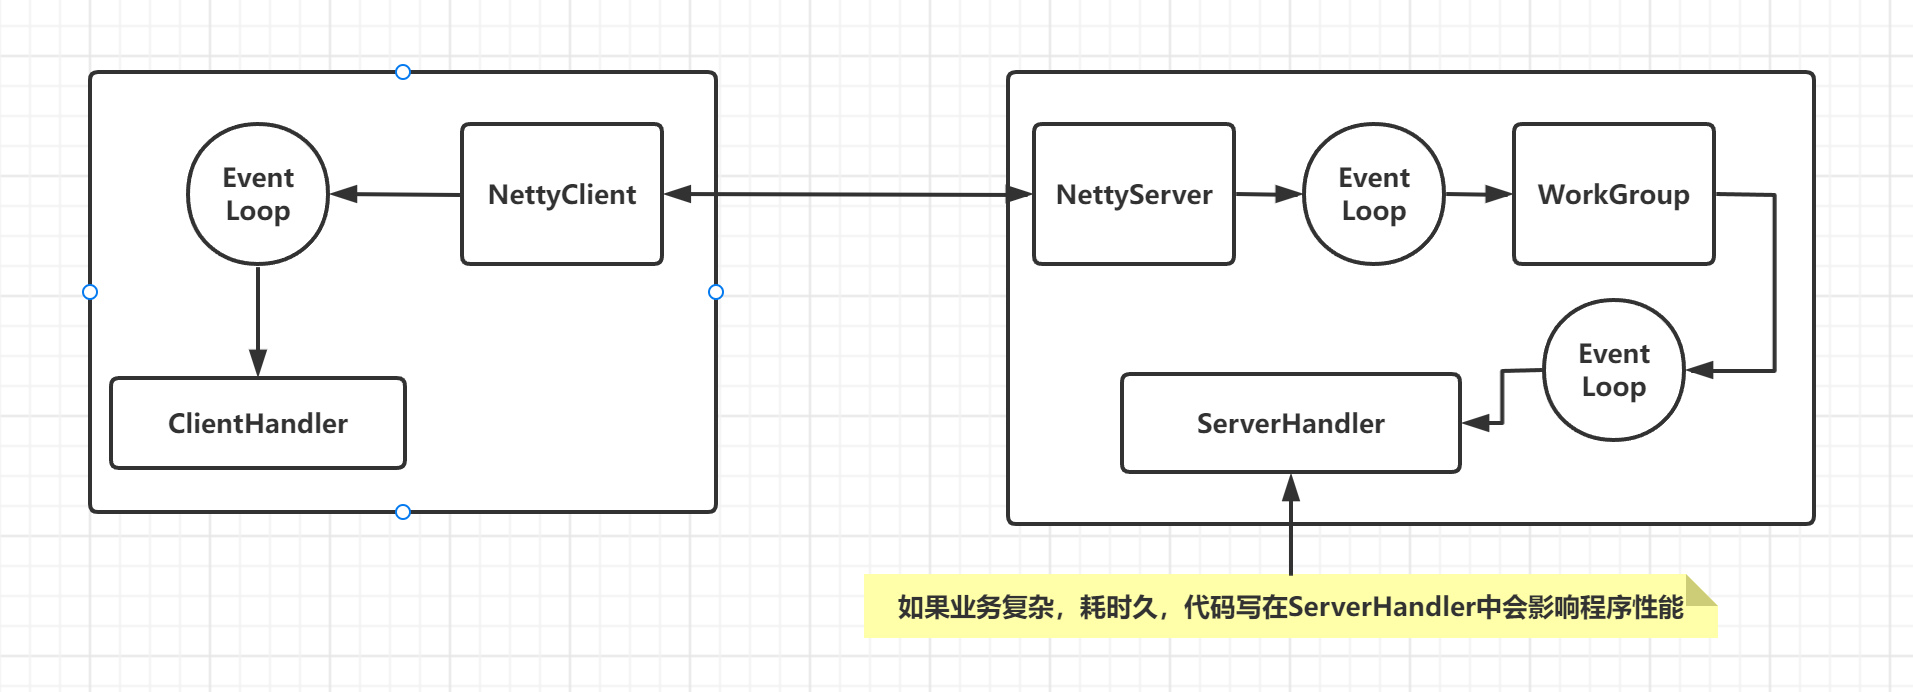 Event
Loop
NettyClient
ClientHandler
NettyServer
Event
Loop
WorkGroup
Event
Loop
ServerHandler
如果业务复杂，耗时久，代码写在ServerHandler中会影响程序性能